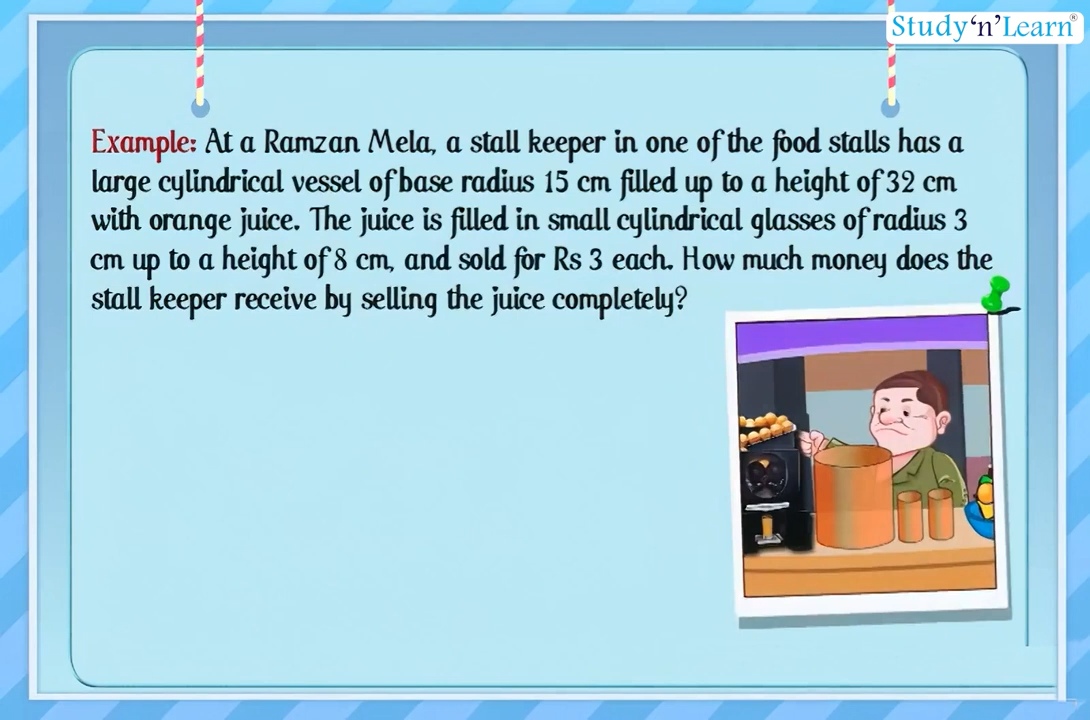 Study‘n’Learn®
Example: At a Ramzan Mela, a stall keeper in one of the food stalls has a
large cylindrical vessel of base radius 15 cm filled up to a height of 32 cm
with orange juice. The juice is filled in small cylindrical glasses of radius 3
cm up to a height of 8 cm, and sold for Rs 3 each. How much money does the
stall keeper receive by selling the juice completely?